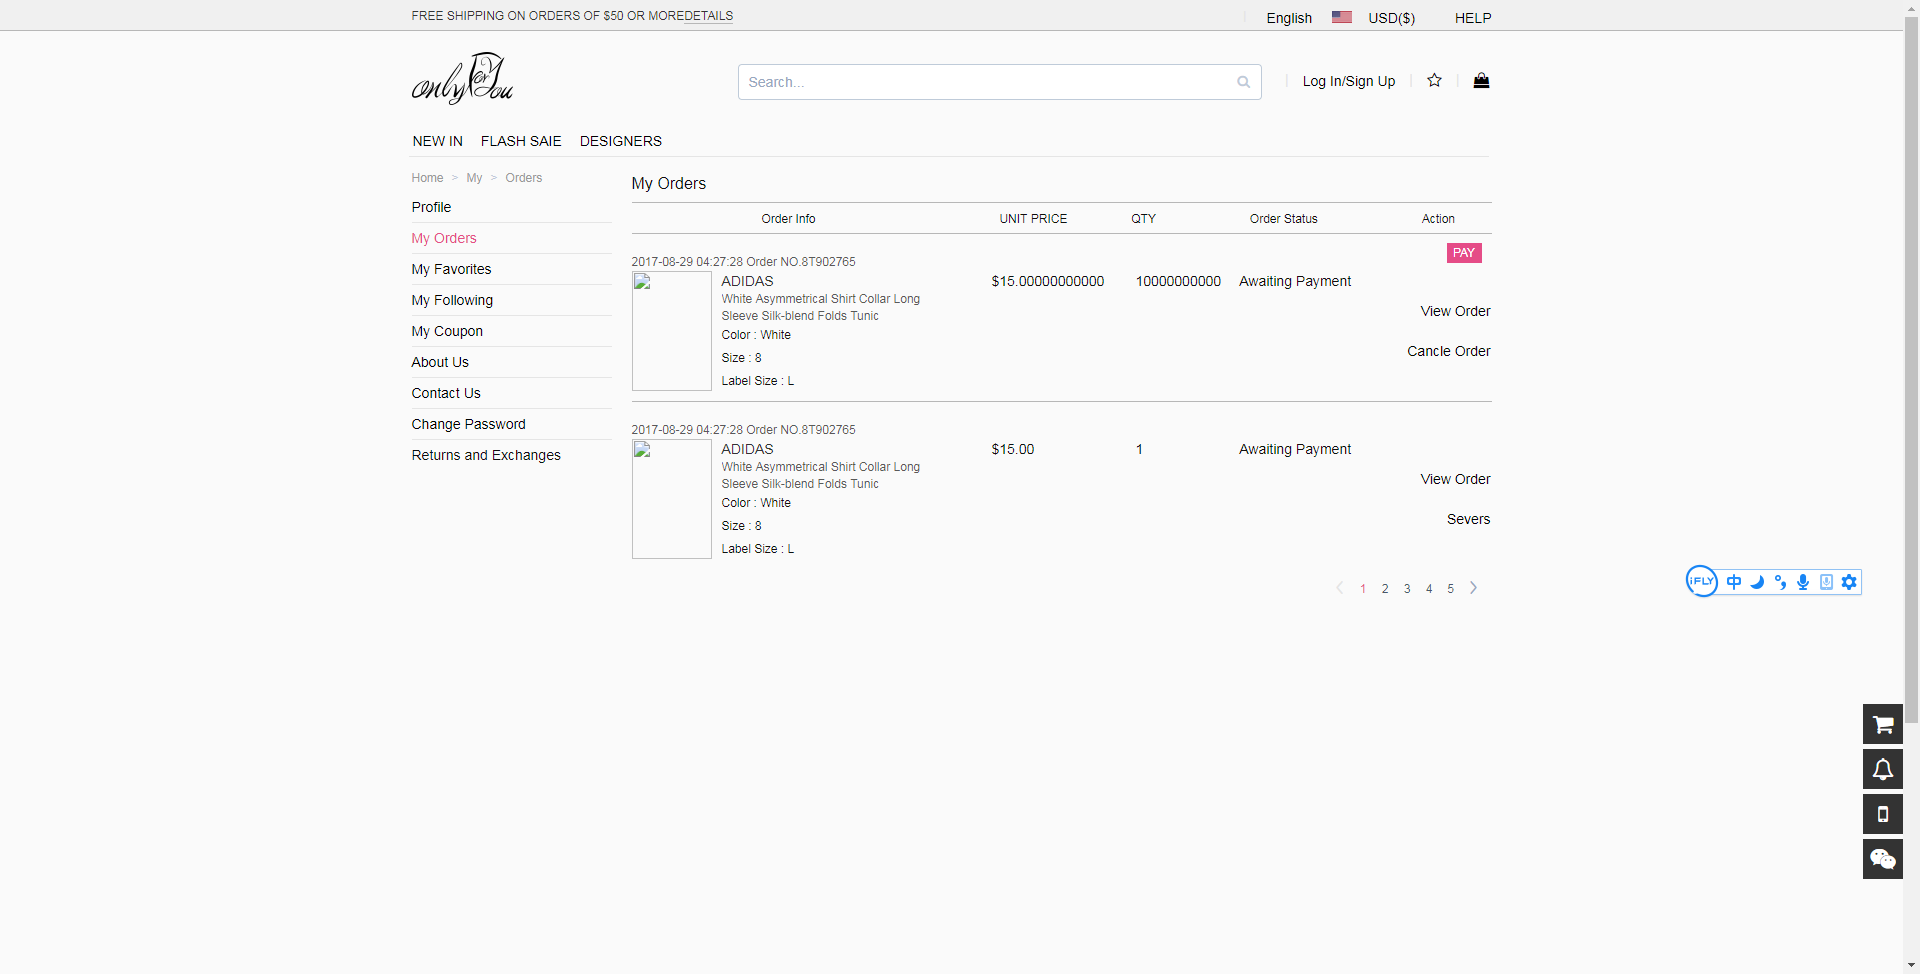 FREE SHIPPING ON ORDERS OF $50 OR MOREDETAILS
English USD($) HELP
only For You
Search...
Log In/Sign Up
NEW IN FLASH SAIE DESIGNERS
Home > My > Orders
Profile
My Orders
My Favorites
My Following
My Coupon
About Us
Contact Us
Change Password
Returns and Exchanges
My Orders
Order Info UNIT PRICE QTY Order Status Action
PAY
2017-08-29 04:27:28 Order NO.8T902765
ADIDAS $15.00000000000 10000000000 Awaiting Payment
White Asymmetrical Shirt Collar Long
Sleeve Silk-blend Folds Tunic
View Order
Color : White
Cancle Order
Size : 8
Label Size : L
2017-08-29 04:27:28 Order NO.8T902765
ADIDAS $15.00 1 Awaiting Payment
White Asymmetrical Shirt Collar Long
Sleeve Silk-blend Folds Tunic
View Order
Color : White
Severs
Size : 8
Label Size : L
1 2 3 4 5
iFLY 中